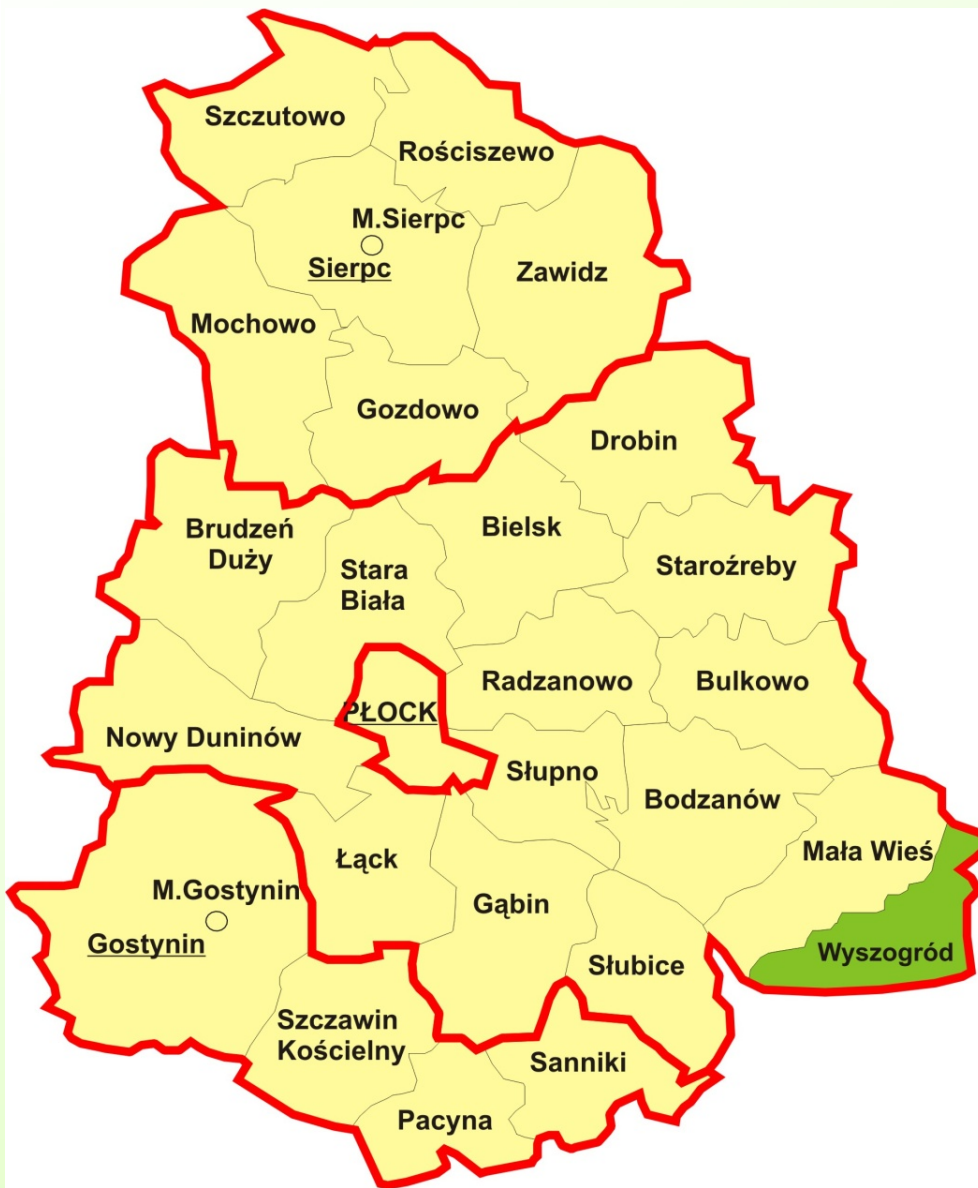 Szczutowo
Rościszewo
M.Sierpc
Sierpc
Zawidz
Mochowo
Gozdowo
Drobin
Brudzeń
Duży
Bielsk
Stara
Biała
Staroźreby
Radzanowo
Bulkowo
PŁOCK
Nowy Duninów
Słupno
Bodzanów
Mała Wieś
Łąck
M.Gostynin
Gąbin
Gostynin
Wyszogród
Słubice
Szczawin
Kościelny
Sanniki
Pacyna